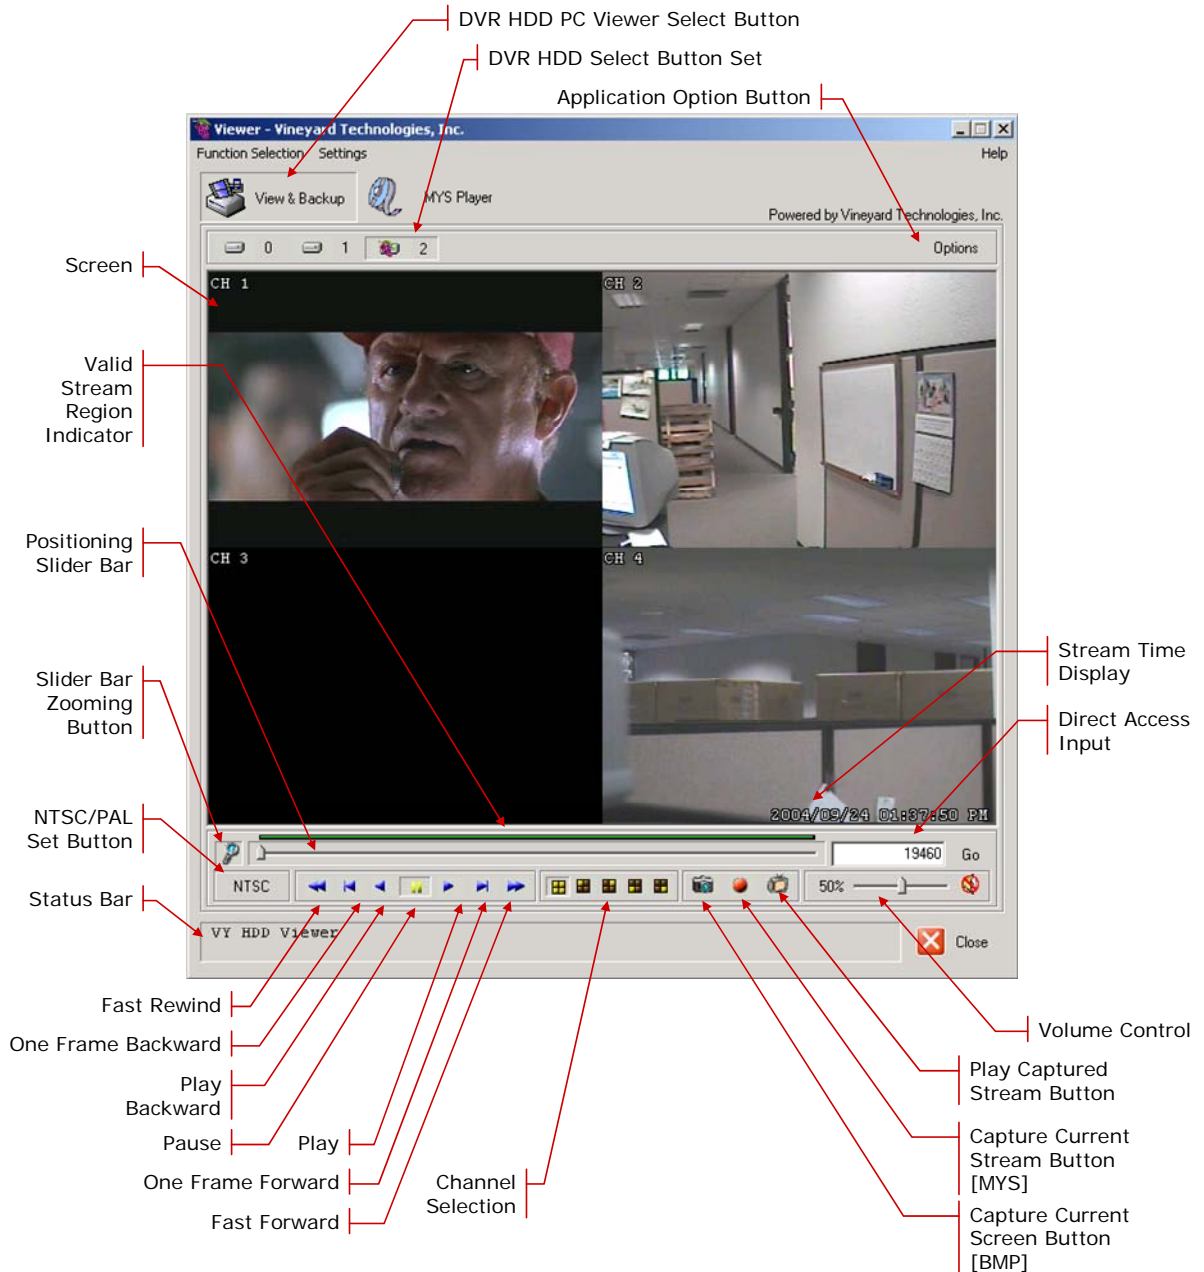 DVR HDD PC Viewer Select Button
DVR HDD Select Button Set
Application Option Button
Viewer - Vineyard Technologies, Inc.
Function Selection Settings Help
View & Backup MYS Player
Powered by Vineyard Technologies, Inc.
0 1 2 Options
Screen
CH 1
CH 2
Valid
Stream
Region
Indicator
Positioning
Slider Bar
CH 3
CH 4
Stream Time
Display
Slider Bar
Zooming
Button
Direct Access
Input
2004/09/24 01:37:50 PM
NTSC/PAL
Set Button
19460 Go
NTSC
50%
Status Bar
VY HDD Viewer
Close
Fast Rewind
One Frame Backward
Volume Control
Play
Backward
Play Captured
Stream Button
Pause
Play
Capture Current
Stream Button
[MYS]
One Frame Forward
Channel
Selection
Fast Forward
Capture Current
Screen Button
[BMP]